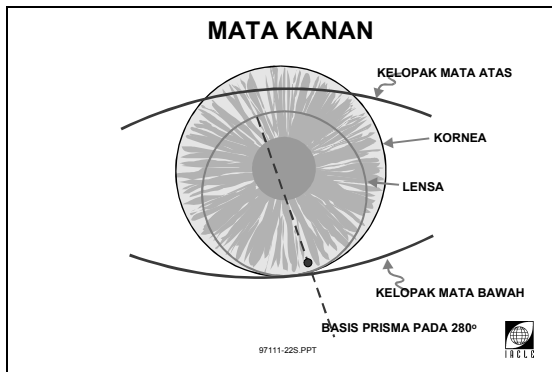 MATA KANAN
KELOPAK MATA ATAS
KORNEA
LENSA
KELOPAK MATA BAWAH
BASIS PRISMA PADA 280º
97111-22S.PPT
IACLE